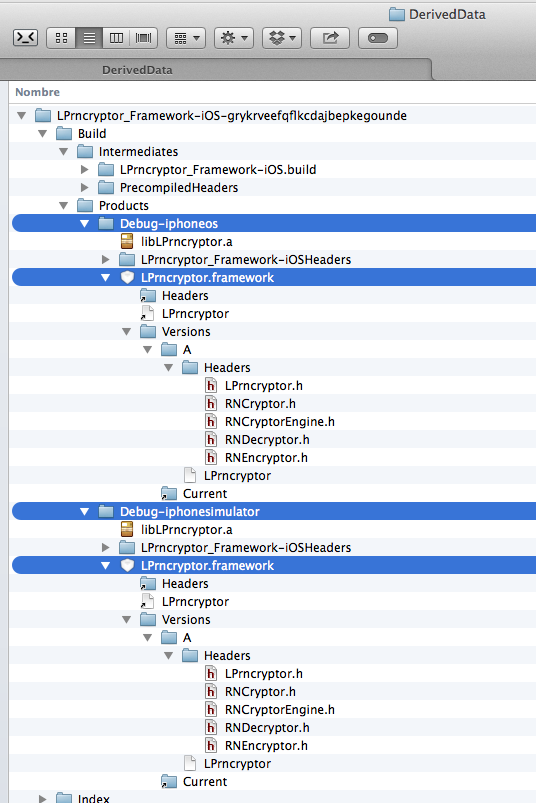 DerivedData
DerivedData
Nombre
LPrncryptor_Framework-iOS-grykrveefqflkcdajbepkegounde
Build
Intermediates
LPrncryptor_Framework-iOS.build
PrecompiledHeaders
Products
Debug-iphoneos
libLPrncryptor.a
LPrncryptor_Framework-iOSHeaders
LPrncryptor.framework
Headers
LPrncryptor
Versions
A
Headers
LPrncryptor.h
RNCryptor.h
RNCryptorEngine.h
RNDecryptor.h
RNEncryptor.h
LPrncryptor
Current
Debug-iphonesimulator
libLPrncryptor.a
LPrncryptor_Framework-iOSHeaders
LPrncryptor.framework
Headers
LPrncryptor
Versions
A
Headers
LPrncryptor.h
RNCryptor.h
RNCryptorEngine.h
RNDecryptor.h
RNEncryptor.h
LPrncryptor
Current
Index